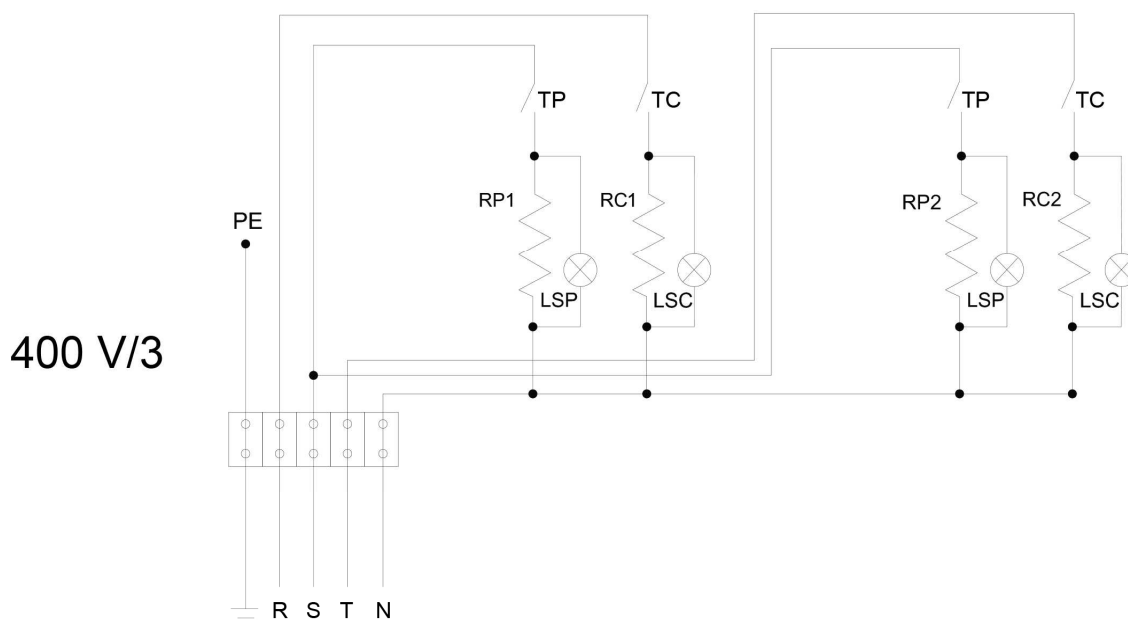 TP TC TP TC
RP1 RC1 RP2 RC2
PE
LSP LSC LSP LSC
400 V/3
R S T N